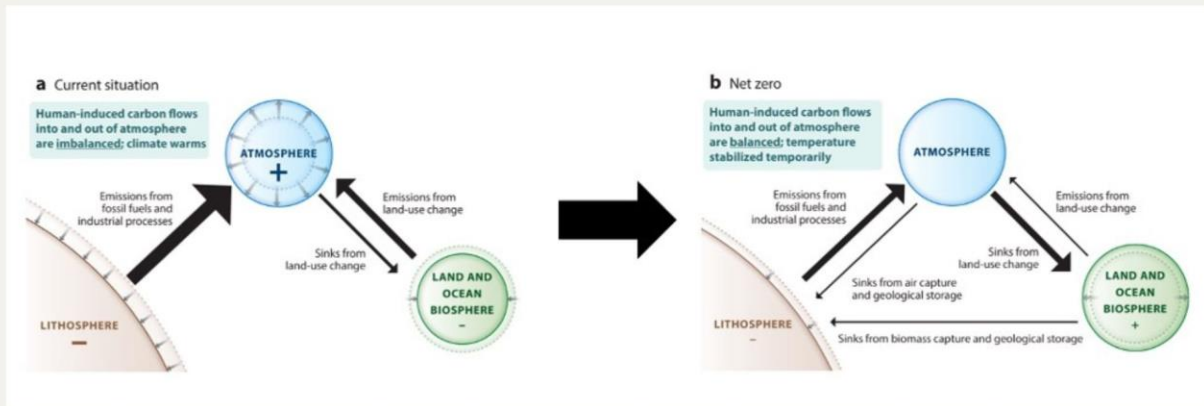 a Current situation
Human-induced carbon flows
into and out of atmosphere
are imbalanced; climate warms
ATMOSPHERE
+
Emissions from
fossil fuels and
industrial processes
Emissions from
land-use change
Sinks from
land-use change
LAND AND
OCEAN
BIOSPHERE
–
LITHOSPHERE
–
b Net zero
Human-induced carbon flows
into and out of atmosphere
are balanced; temperature
stabilized temporarily
ATMOSPHERE
Emissions from
fossil fuels and
industrial processes
Emissions from
land-use change
Sinks from
land-use change
Sinks from air capture
and geological storage
LAND AND
OCEAN
BIOSPHERE
+
LITHOSPHERE
–
Sinks from biomass capture and geological storage